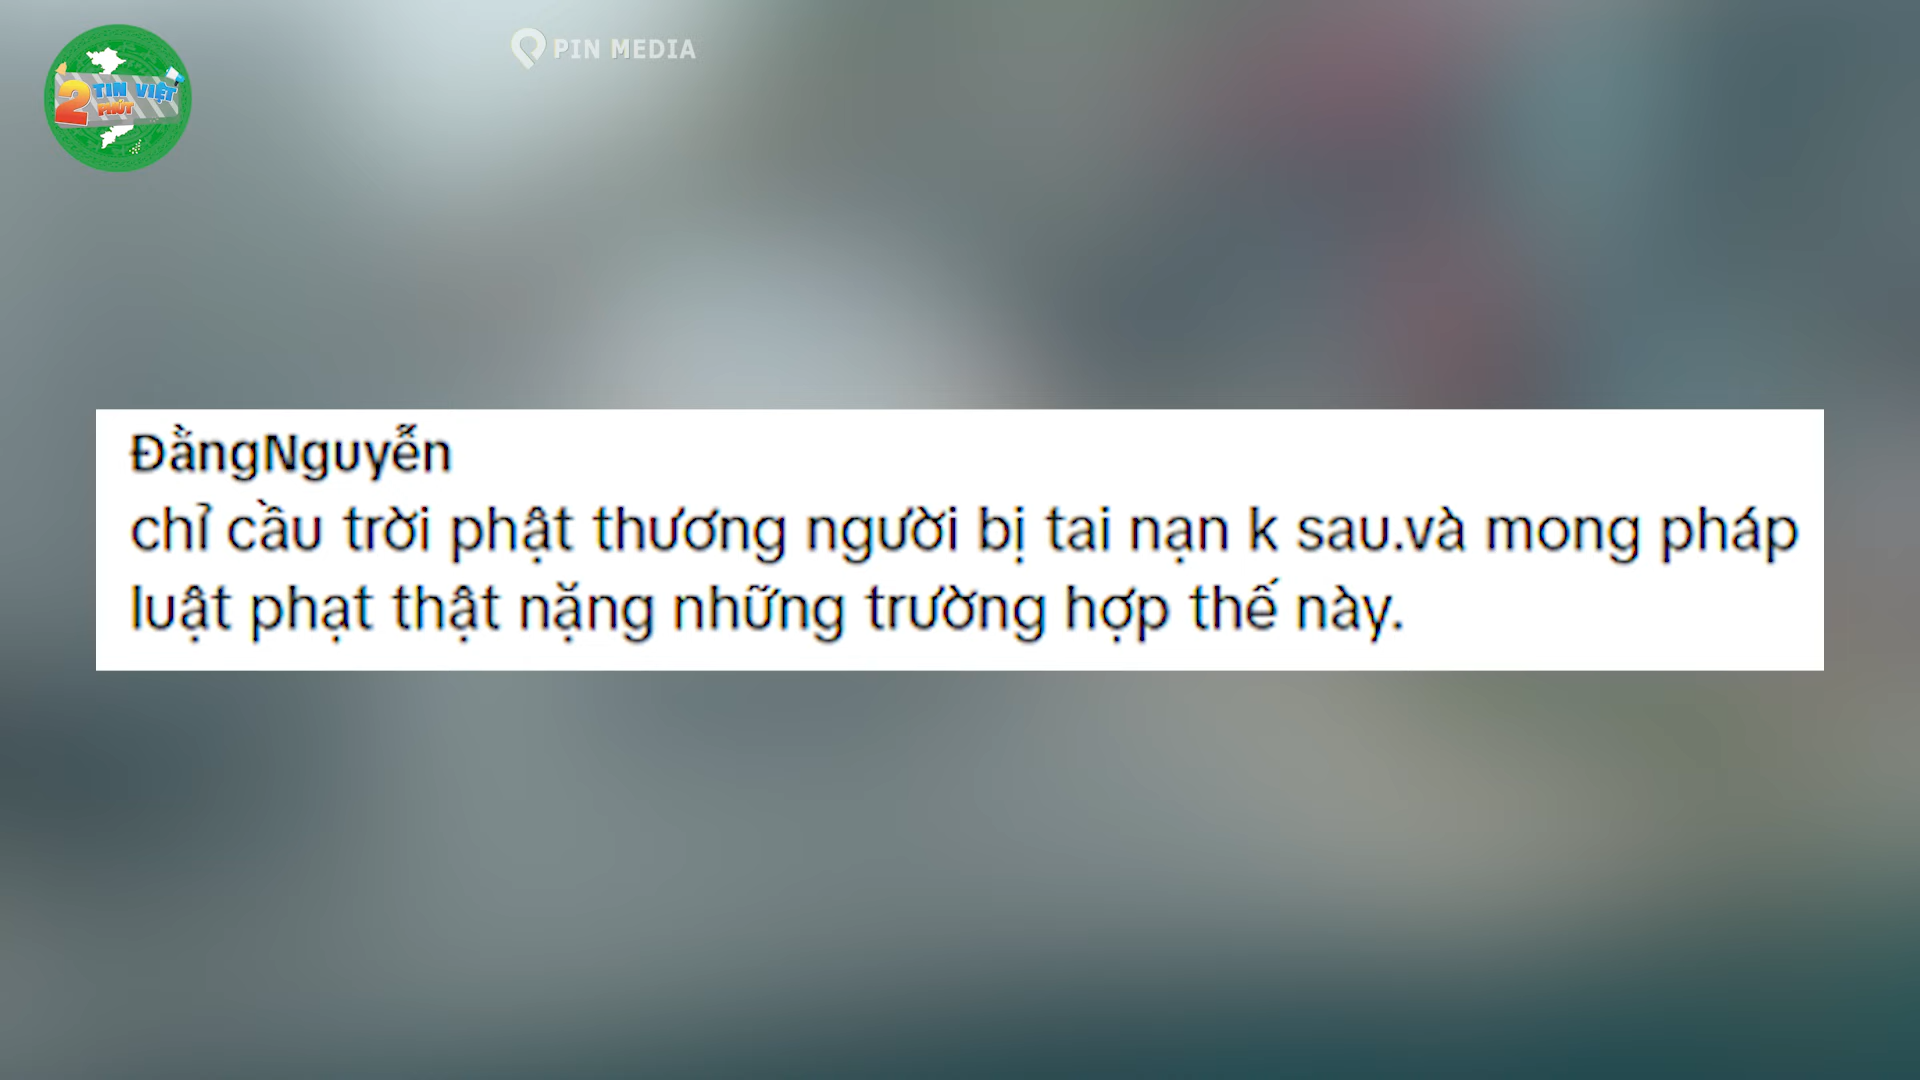 PIN MEDIA
2 TIN VIỆT
PHÚT
ĐằngNguyễn
chỉ cầu trời phật thương người bị tai nạn k sau.và mong pháp
luật phạt thật nặng những trường hợp thế này.